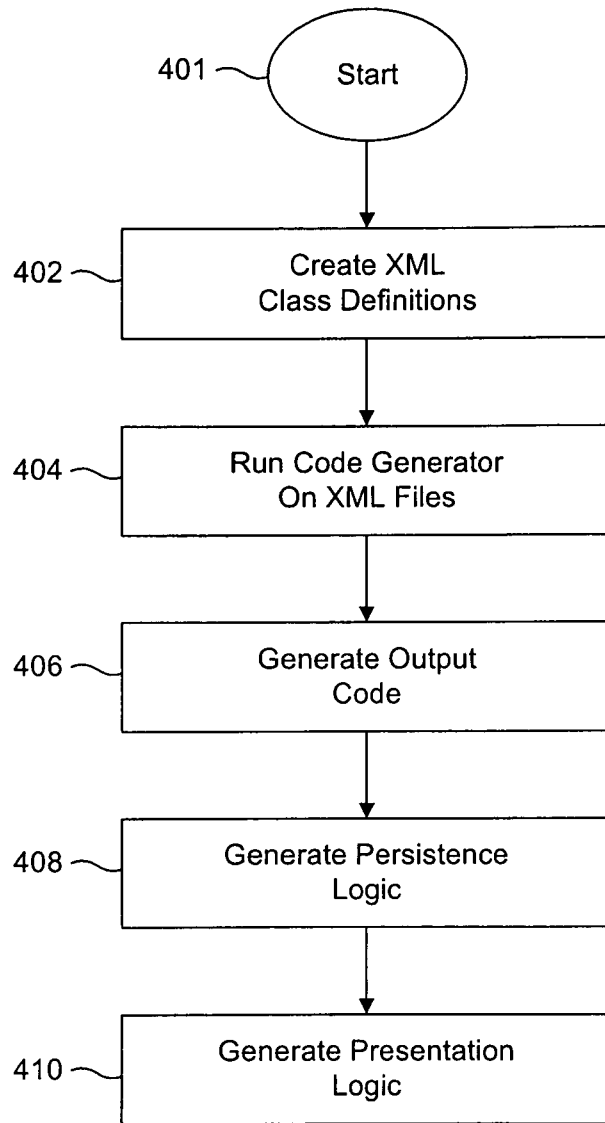 401
Start
402
Create XML
Class Definitions
404
Run Code Generator
On XML Files
406
Generate Output
Code
408
Generate Persistence
Logic
410
Generate Presentation
Logic